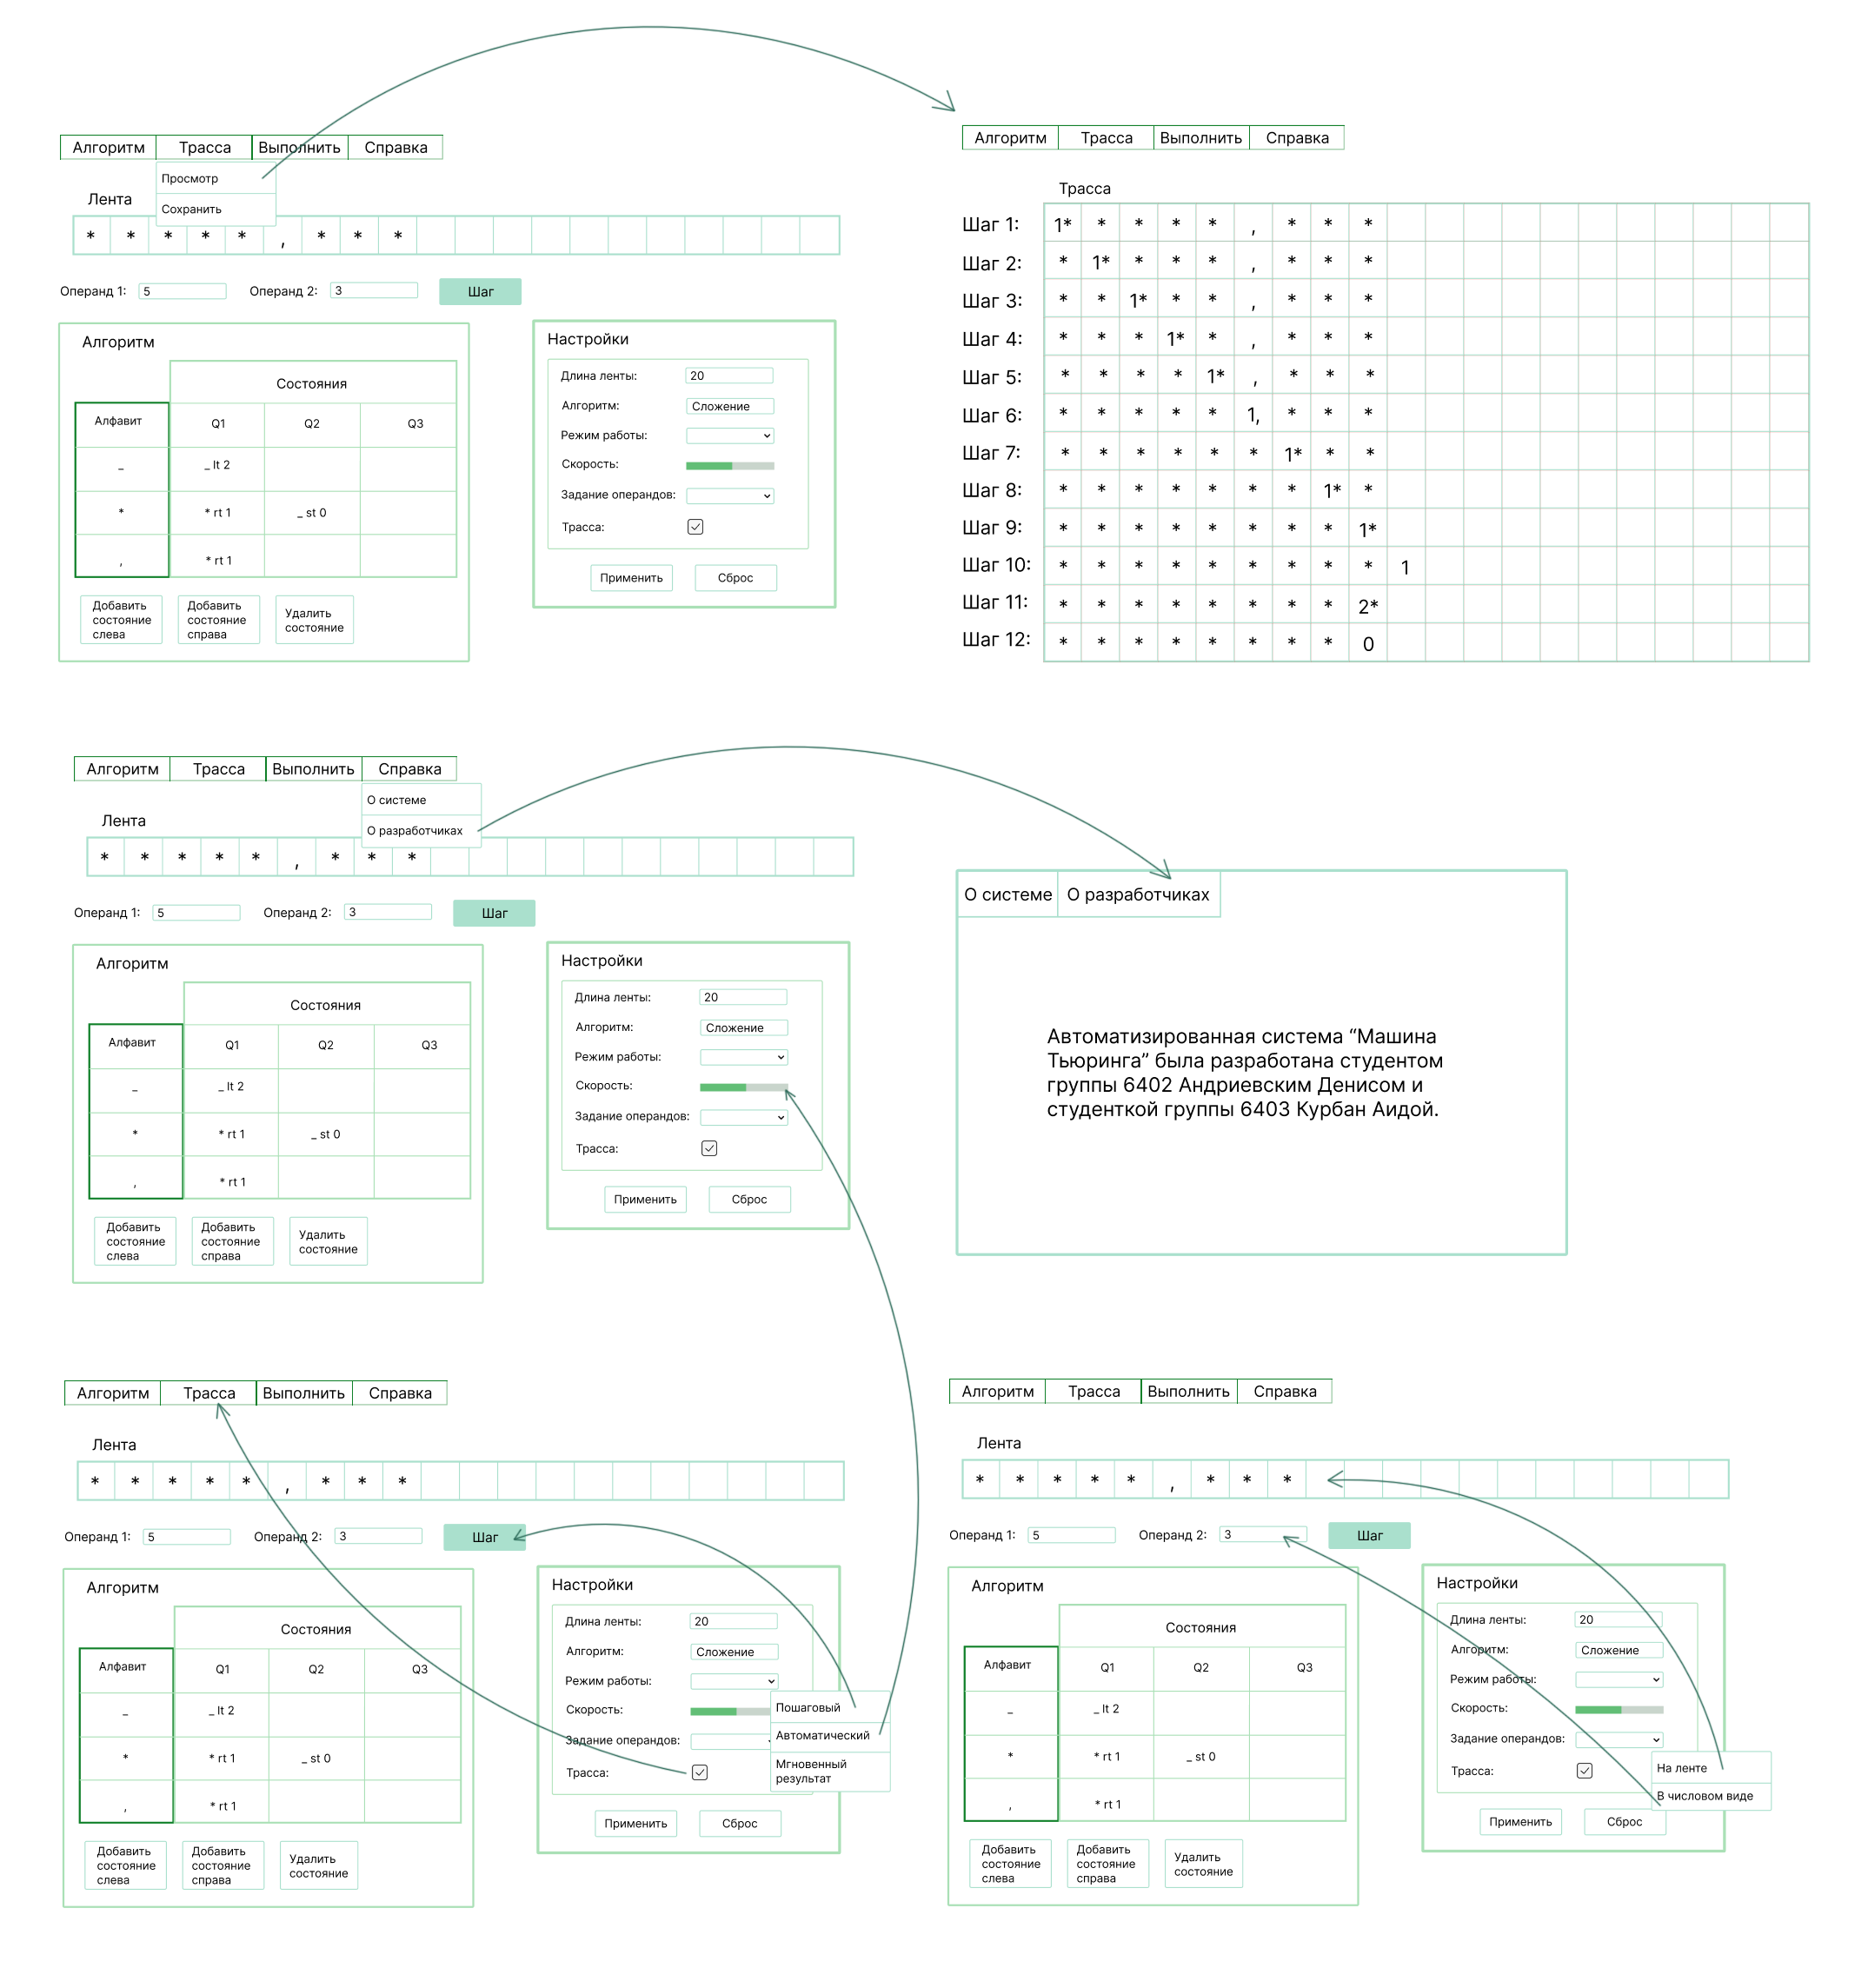 Алгоритм Трасса Выполнить Справка
Просмотр
Сохранить
Лента
* * * * * , * * *
Операнд 1: 5 Операнд 2: 3 Шаг
Алгоритм
Состояния
Алфавит Q1 Q2 Q3
_ _ lt 2
* * rt 1 _ st 0
, * rt 1
Добавить
состояние
слева
Добавить
состояние
справа
Удалить
состояние
Настройки
Длина ленты: 20
Алгоритм: Сложение
Режим работы:
Скорость:
Задание операндов:
Трасса:
Применить Сброс
Алгоритм Трасса Выполнить Справка
Трасса
Шаг 1: 1* * * * * , * * *
Шаг 2: * 1* * * * , * * *
Шаг 3: * * 1* * * , * * *
Шаг 4: * * * 1* * , * * *
Шаг 5: * * * * 1* , * * *
Шаг 6: * * * * * 1, * * *
Шаг 7: * * * * * * 1* * *
Шаг 8: * * * * * * * 1* *
Шаг 9: * * * * * * * * 1*
Шаг 10: * * * * * * * * * 1
Шаг 11: * * * * * * * * 2*
Шаг 12: * * * * * * * * 0
Алгоритм Трасса Выполнить Справка
О системе
О разработчиках
Лента
* * * * * , * * *
Операнд 1: 5 Операнд 2: 3 Шаг
Алгоритм
Состояния
Алфавит Q1 Q2 Q3
_ _ lt 2
* * rt 1 _ st 0
, * rt 1
Добавить
состояние
слева
Добавить
состояние
справа
Удалить
состояние
Настройки
Длина ленты: 20
Алгоритм: Сложение
Режим работы:
Скорость:
Задание операндов:
Трасса:
Применить Сброс
О системе О разработчиках
Автоматизированная система “Машина
Тьюринга” была разработана студентом
группы 6402 Андриевским Денисом и
студенткой группы 6403 Курбан Аидой.
Алгоритм Трасса Выполнить Справка
Лента
* * * * * , * * *
Операнд 1: 5 Операнд 2: 3 Шаг
Алгоритм
Состояния
Алфавит Q1 Q2 Q3
_ _ lt 2
* * rt 1 _ st 0
, * rt 1
Добавить
состояние
слева
Добавить
состояние
справа
Удалить
состояние
Настройки
Длина ленты: 20
Алгоритм: Сложение
Режим работы:
Скорость:
Задание операндов:
Трасса:
Пошаговый
Автоматический
Мгновенный
результат
Применить Сброс
Алгоритм Трасса Выполнить Справка
Лента
* * * * * , * * *
Операнд 1: 5 Операнд 2: 3 Шаг
Алгоритм
Состояния
Алфавит Q1 Q2 Q3
_ _ lt 2
* * rt 1 _ st 0
, * rt 1
Добавить
состояние
слева
Добавить
состояние
справа
Удалить
состояние
Настройки
Длина ленты: 20
Алгоритм: Сложение
Режим работы:
Скорость:
Задание операндов:
Трасса:
На ленте
В числовом виде
Применить Сброс